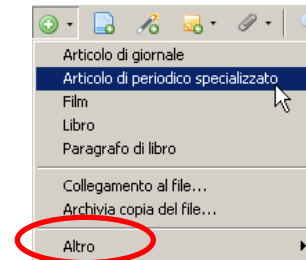 Articolo di giornale
Articolo di periodico specializzato
Film
Libro
Paragrafo di libro
Collegamento al file...
Archivia copia del file...
Altro